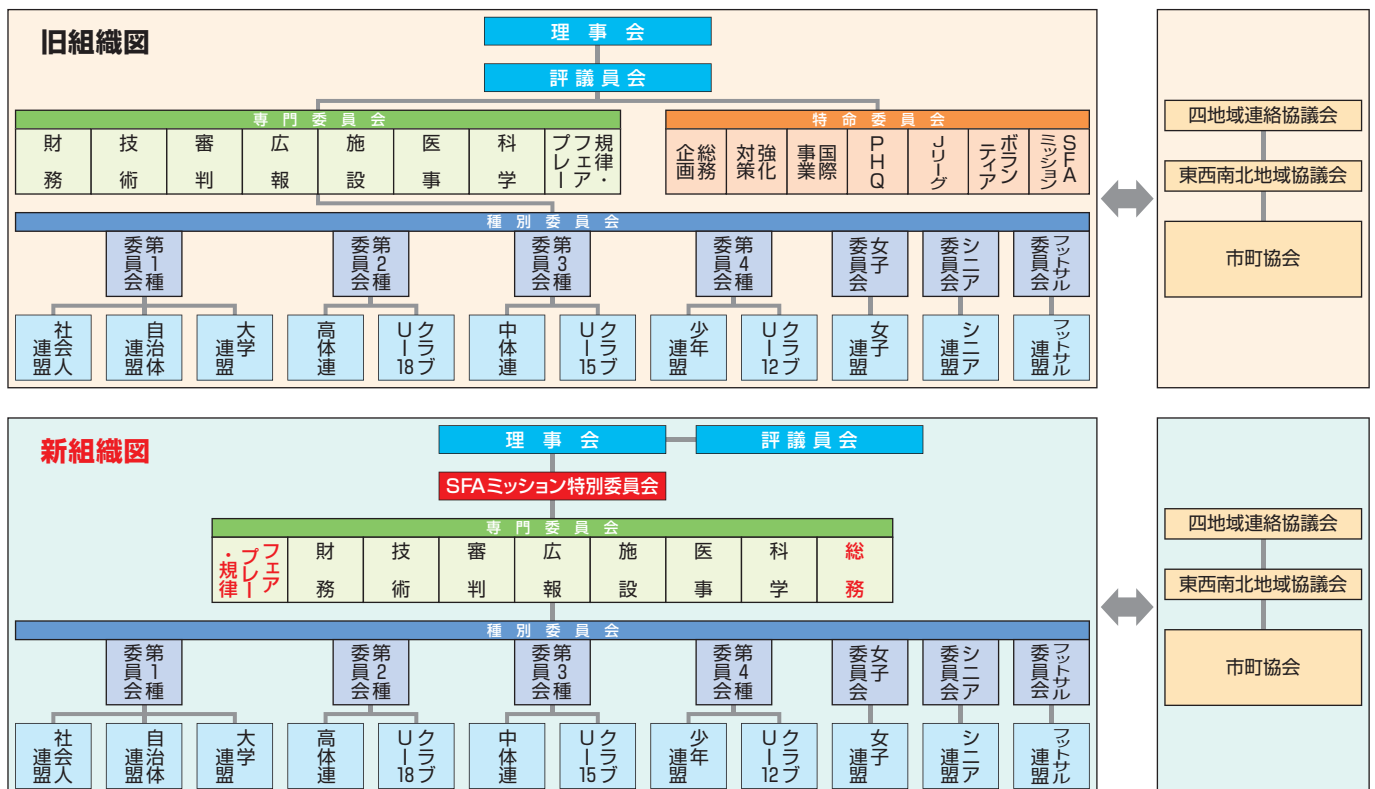 旧組織図
理事会
評議員会
専門委員会
財務
技術
審判
広報
施設
医事
科学
規律・フェアプレー
特命委員会
総務企画
強化対策
国際事業
PHQ
Jリーグ
ボランティア
SFAミッション
種別委員会
第1種委員会
第2種委員会
第3種委員会
第4種委員会
女子委員会
シニア委員会
フットサル委員会
社会人連盟
自治体連盟
大学連盟
高体連
クラブU-18
中体連
クラブU-15
少年連盟
クラブU-12
女子連盟
シニア連盟
フットサル連盟
四地域連絡協議会
東西南北地域協議会
市町協会
新組織図
理事会
評議員会
SFAミッション特別委員会
専門委員会
フェアプレー・規律
財務
技術
審判
広報
施設
医事
科学
総務
種別委員会
第1種委員会
第2種委員会
第3種委員会
第4種委員会
女子委員会
シニア委員会
フットサル委員会
社会人連盟
自治体連盟
大学連盟
高体連
クラブU-18
中体連
クラブU-15
少年連盟
クラブU-12
女子連盟
シニア連盟
フットサル連盟
四地域連絡協議会
東西南北地域協議会
市町協会